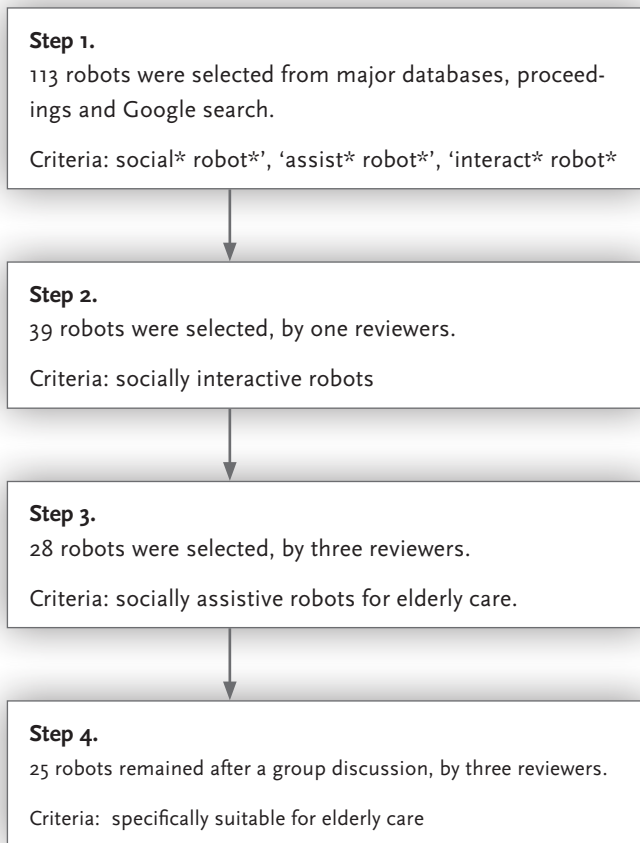 Step 1.
113 robots were selected from major databases, proceed-
ings and Google search.
Criteria: social* robot*’, ‘assist* robot*’, ‘interact* robot*
Step 2.
39 robots were selected, by one reviewers.
Criteria: socially interactive robots
Step 3.
28 robots were selected, by three reviewers.
Criteria: socially assistive robots for elderly care.
Step 4.
25 robots remained after a group discussion, by three reviewers.
Criteria:  specifically suitable for elderly care